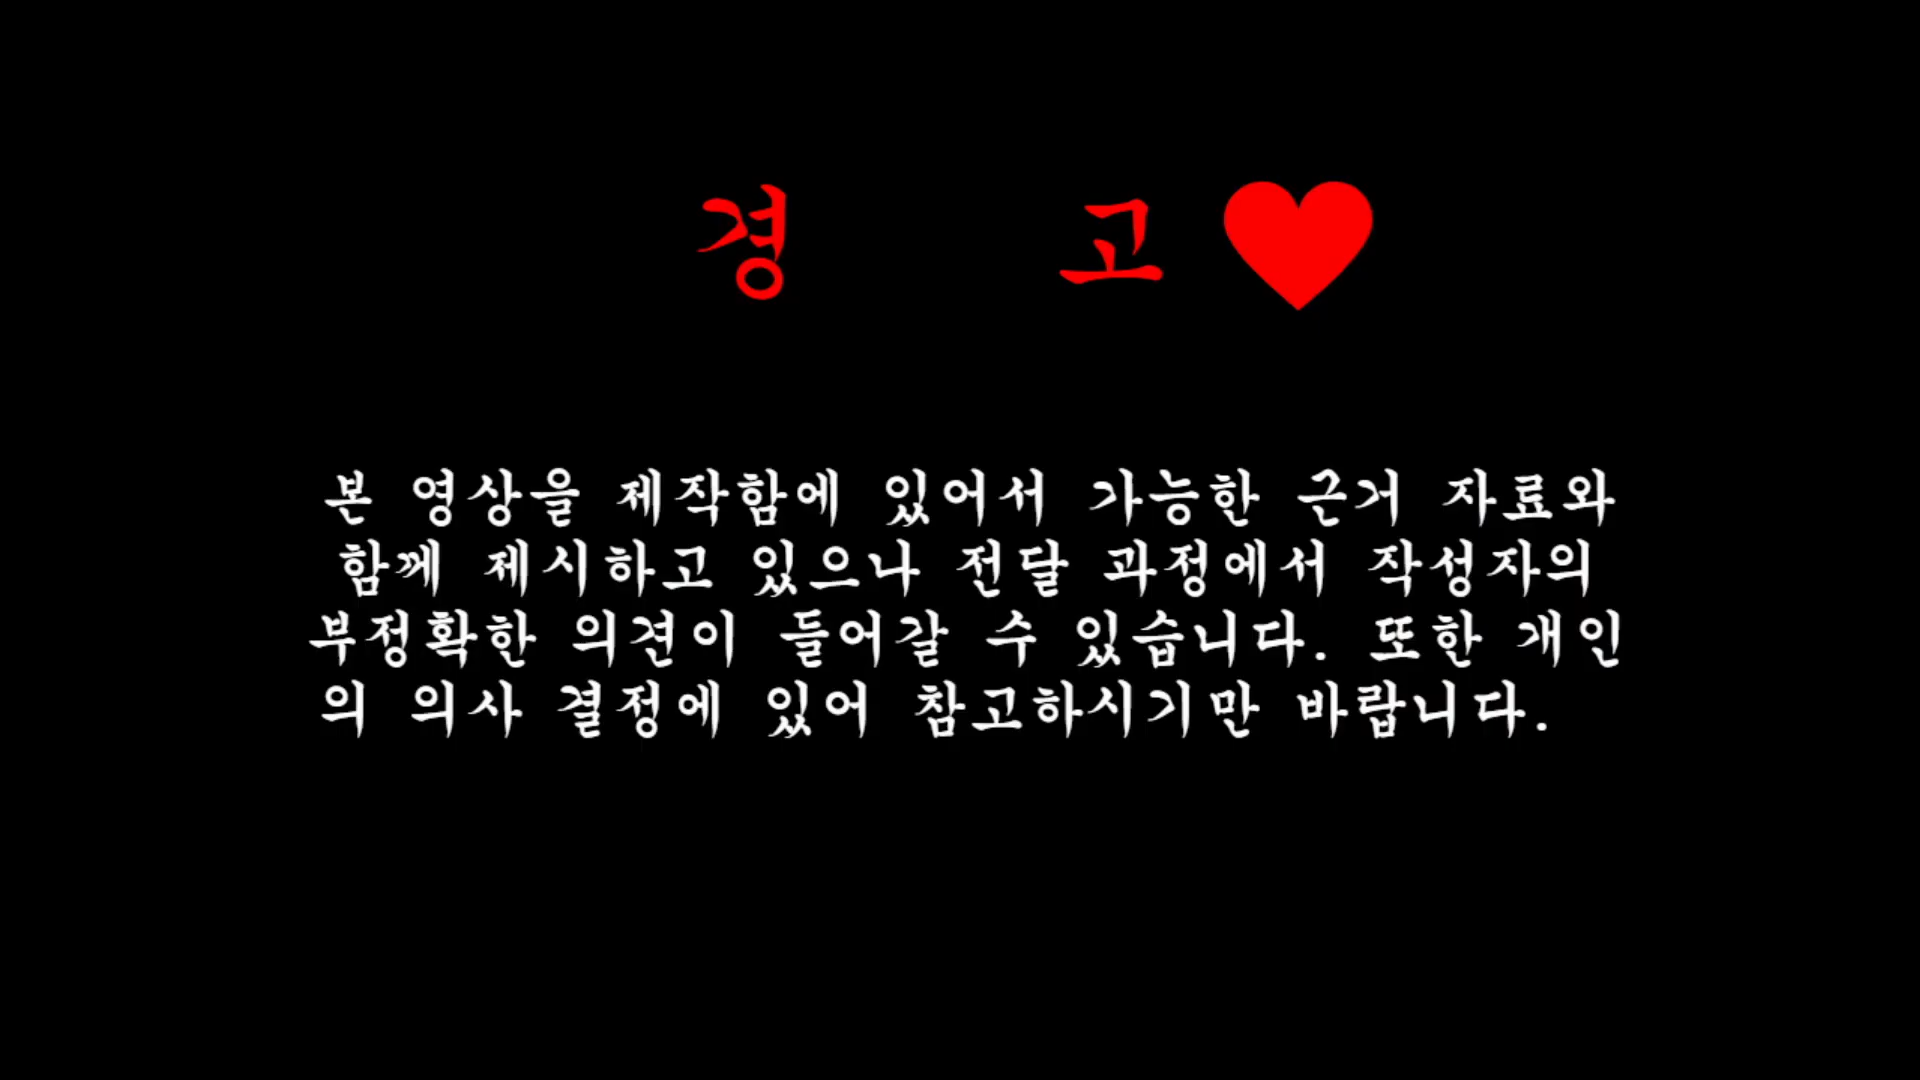 경 고♥
본 영상을 제작함에 있어서 가능한 근거 자료와
함께 제시하고 있으나 전달 과정에서 작성자의
부정확한 의견이 들어갈 수 있습니다. 또한 개인
의 의사 결정에 있어 참고하시기만 바랍니다.